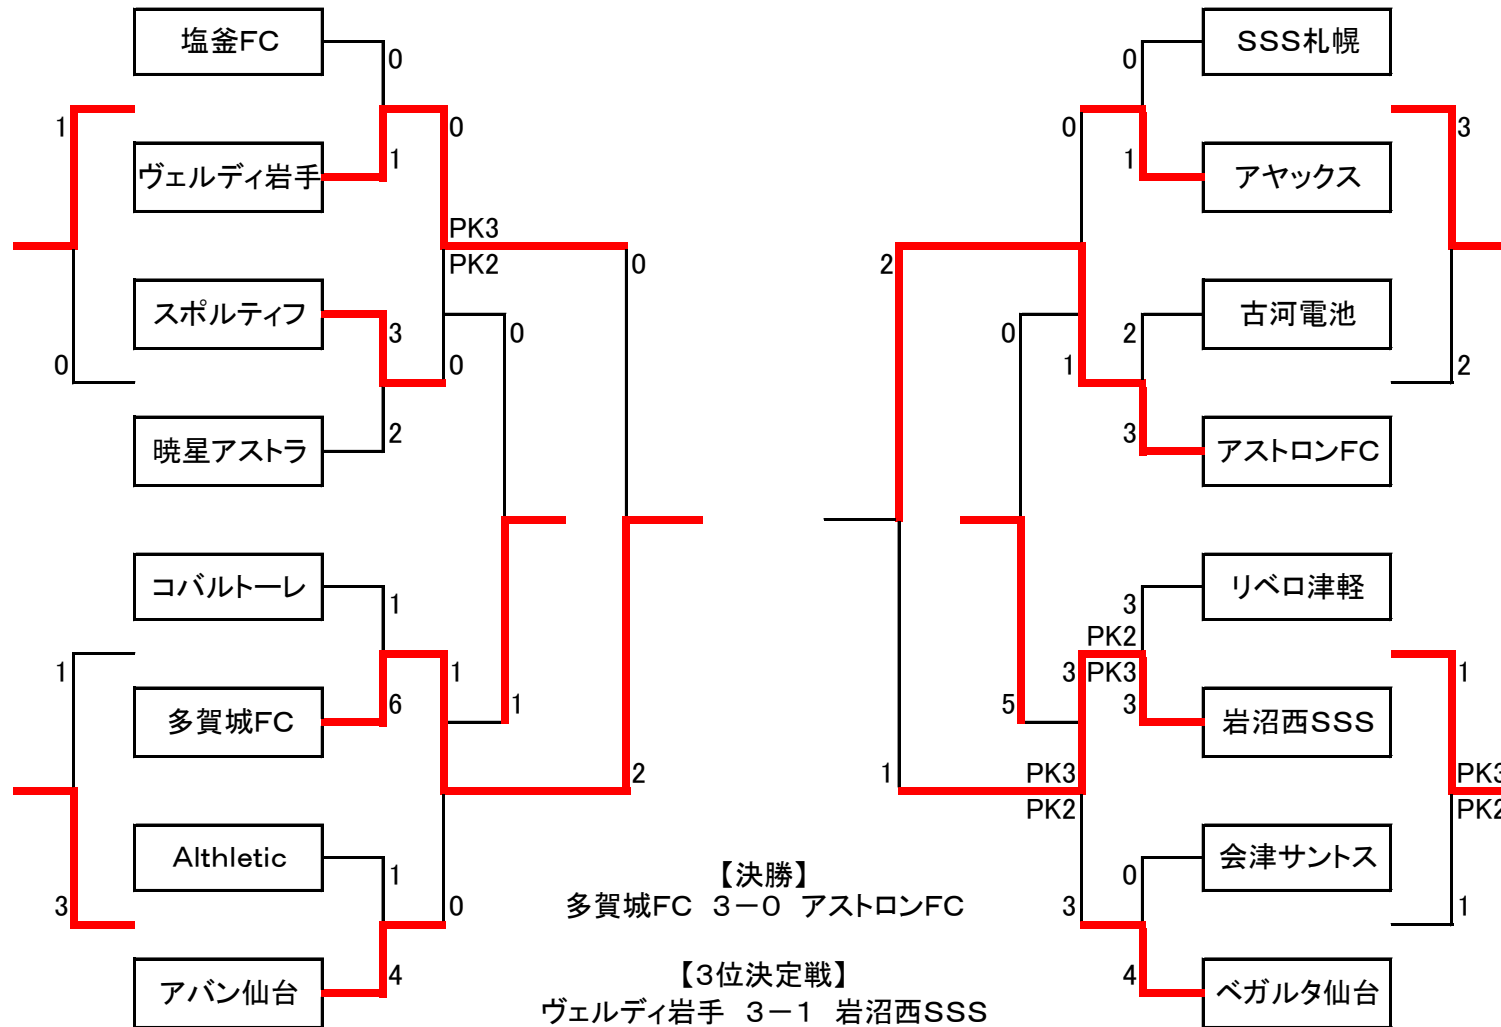 塩釜FC
SSS札幌
0
0
1
0
0
3
ヴェルディ岩手
1
1
アヤックス
PK3
PK2
0
2
スポルティフ
3
0
0
2
古河電池
0
0
1
2
暁星アストラ
2
3
アストロンFC
コバルトーレ
1
3
リベロ津軽
PK2
1
1
3
PK3
1
多賀城FC
6
1
5
3
岩沼西SSS
2
1
PK3
PK3
PK2
PK2
Althletic
1
0
会津サントス
3
0
3
1
【決勝】
多賀城FC 3-0 アストロンFC
アバン仙台
4
4
ベガルタ仙台
【3位決定戦】
ヴェルディ岩手 3-1 岩沼西SSS